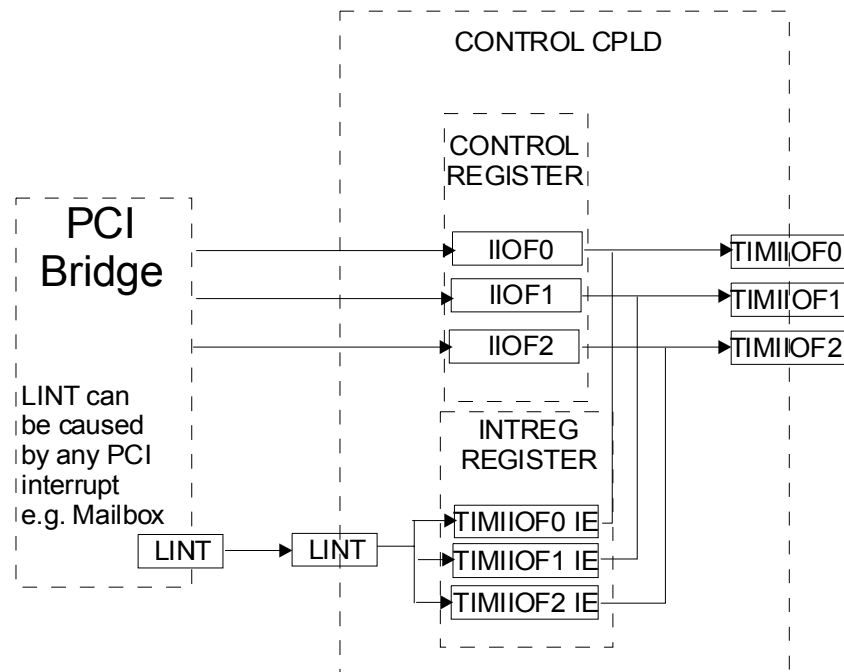 CONTROL CPLD
CONTROL
REGISTER
PCI
Bridge
IIOF0
TIMIIOF0
IIOF1
TIMIIOF1
IIOF2
TIMIIOF2
LINT can
be caused
by any PCI
interrupt
e.g. Mailbox
INTREG
REGISTER
TIMIIOF0 IE
LINT
LINT
TIMIIOF1 IE
TIMIIOF2 IE